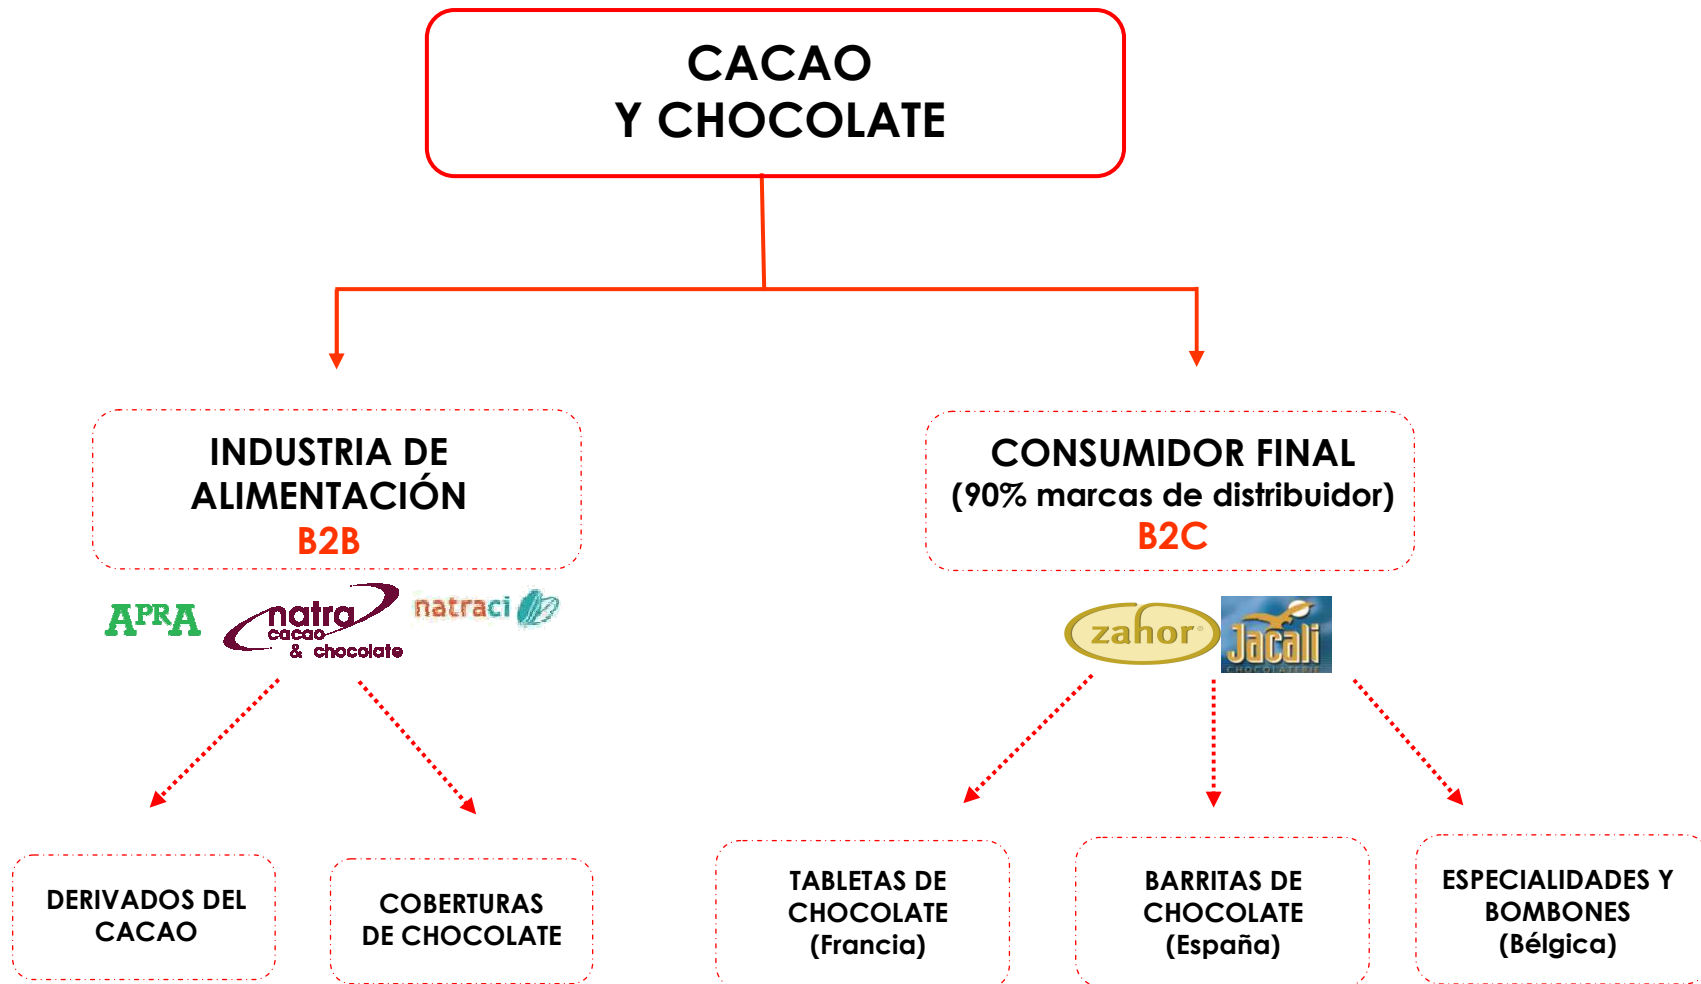 CACAO
Y CHOCOLATE
INDUSTRIA DE
ALIMENTACIÓN
B2B
CONSUMIDOR FINAL
(90% marcas de distribuidor)
B2C
APRA
natra
cacao
& chocolate
natraci
zahor
Jacali
CHOCOLATERIE
DERIVADOS DEL
CACAO
COBERTURAS
DE CHOCOLATE
TABLETAS DE
CHOCOLATE
(Francia)
BARRITAS DE
CHOCOLATE
(España)
ESPECIALIDADES Y
BOMBONES
(Bélgica)